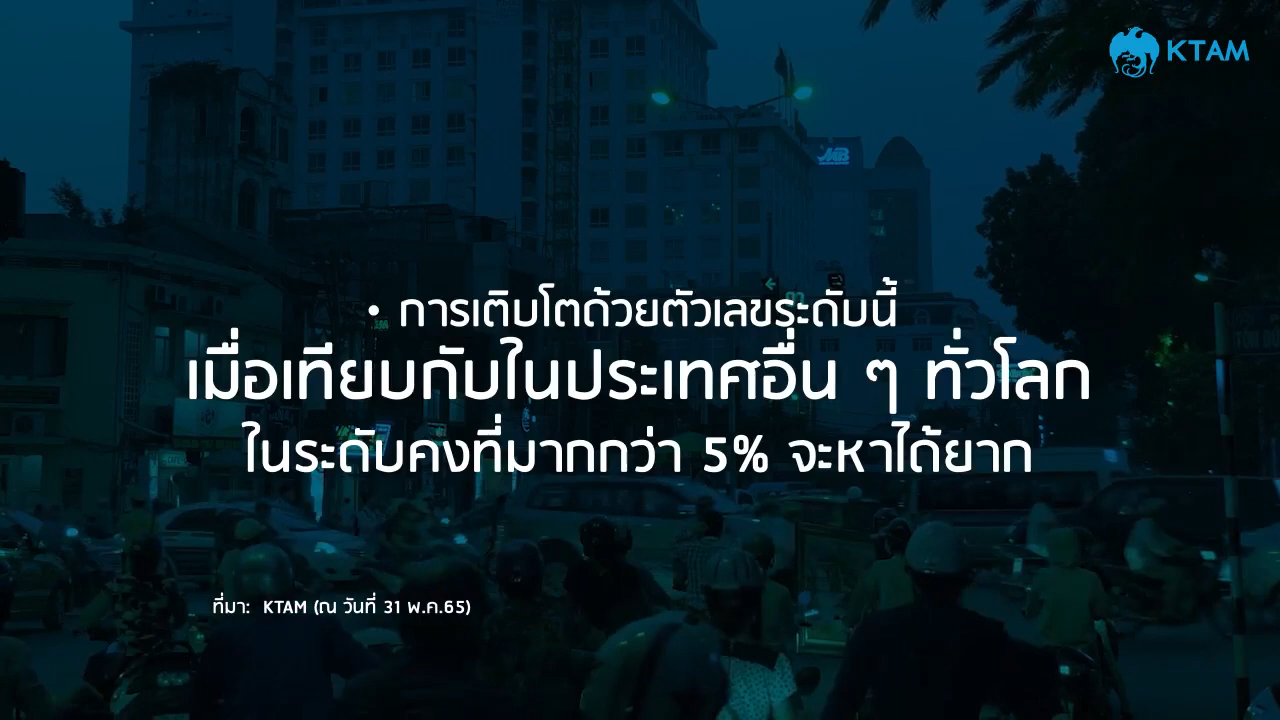 KTAM
• การเติบโตด้วยตัวเลขระดับนี้
เมื่อเทียบกับในประเทศอื่น ๆ ทั่วโลก
ในระดับคงที่มากกว่า 5% จะหาได้ยาก
ที่มา: KTAM (ณ วันที่ 31 พ.ค.65)